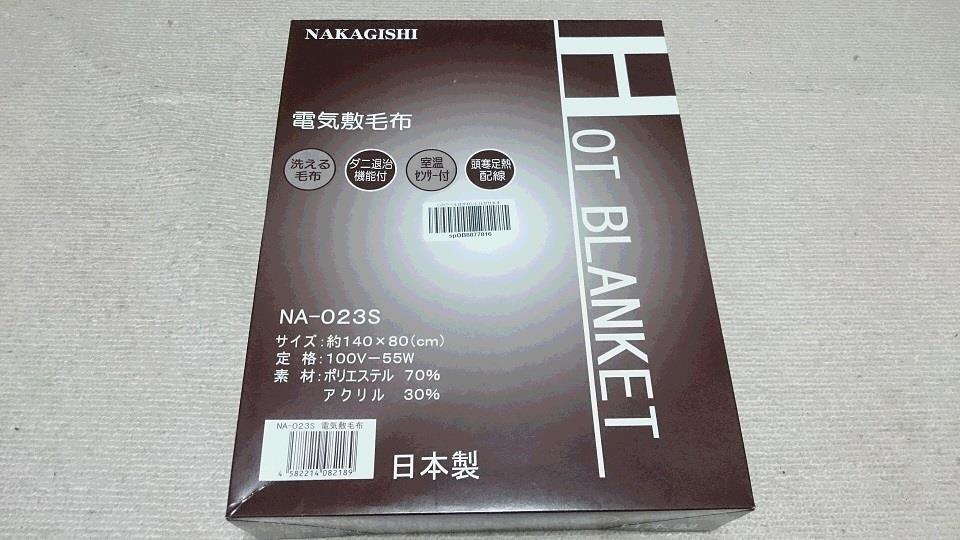 NAKAGISHI
HOT BLANKET
電気敷毛布
洗える
毛布
ダニ退治
機能付
室温
センサー付
頭寒足熱
配線
spOBB877816
NA-023S
サイズ:約140×80(cm)
定 格:100V-55W
素 材:ポリエステル 70%
アクリル 30%
NA-023S 電気敷毛布
4 582214 082189
日本製